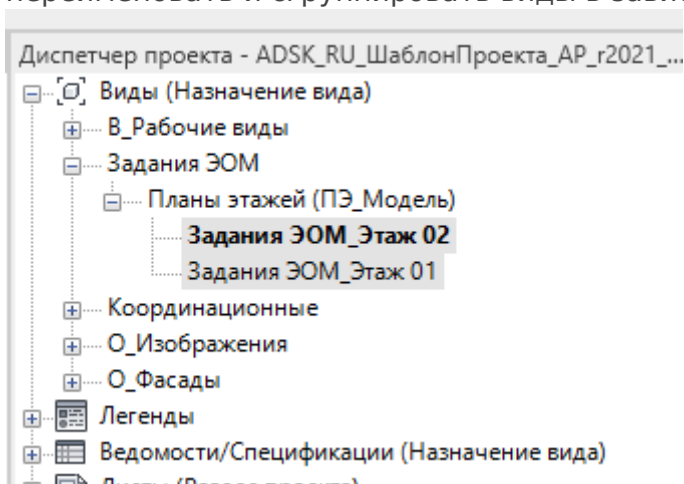 Диспетчер проекта - ADSK_RU_ШаблонПроекта_АР_r2021_...
Виды (Назначение вида)
В_Рабочие виды
Задания ЭОМ
Планы этажей (ПЭ_Модель)
Задания ЭОМ_Этаж 02
Задания ЭОМ_Этаж 01
Координационные
О_Изображения
О_Фасады
Легенды
Ведомости/Спецификации (Назначение вида)